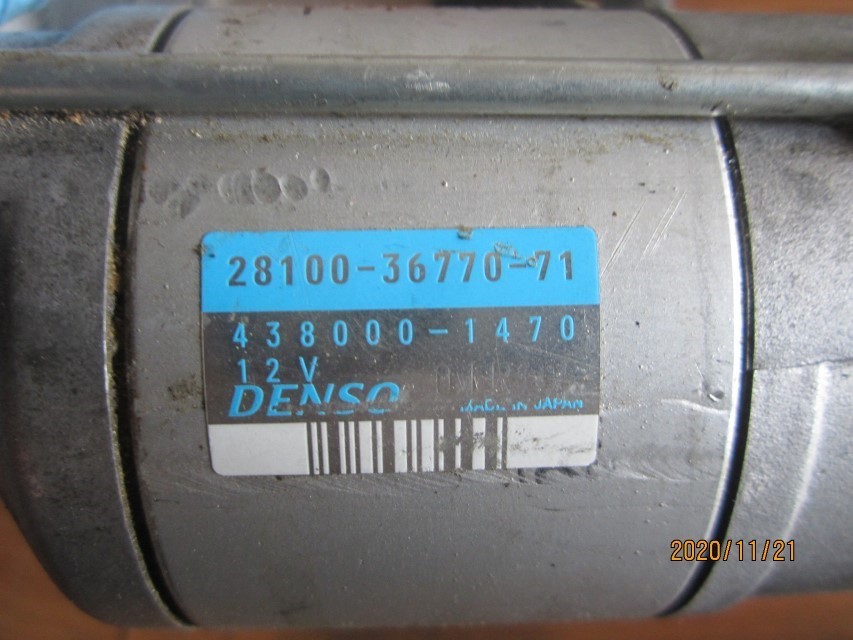 28100-36770-71
438000-1470
12V
DENSO MADE IN JAPAN
2020/11/21